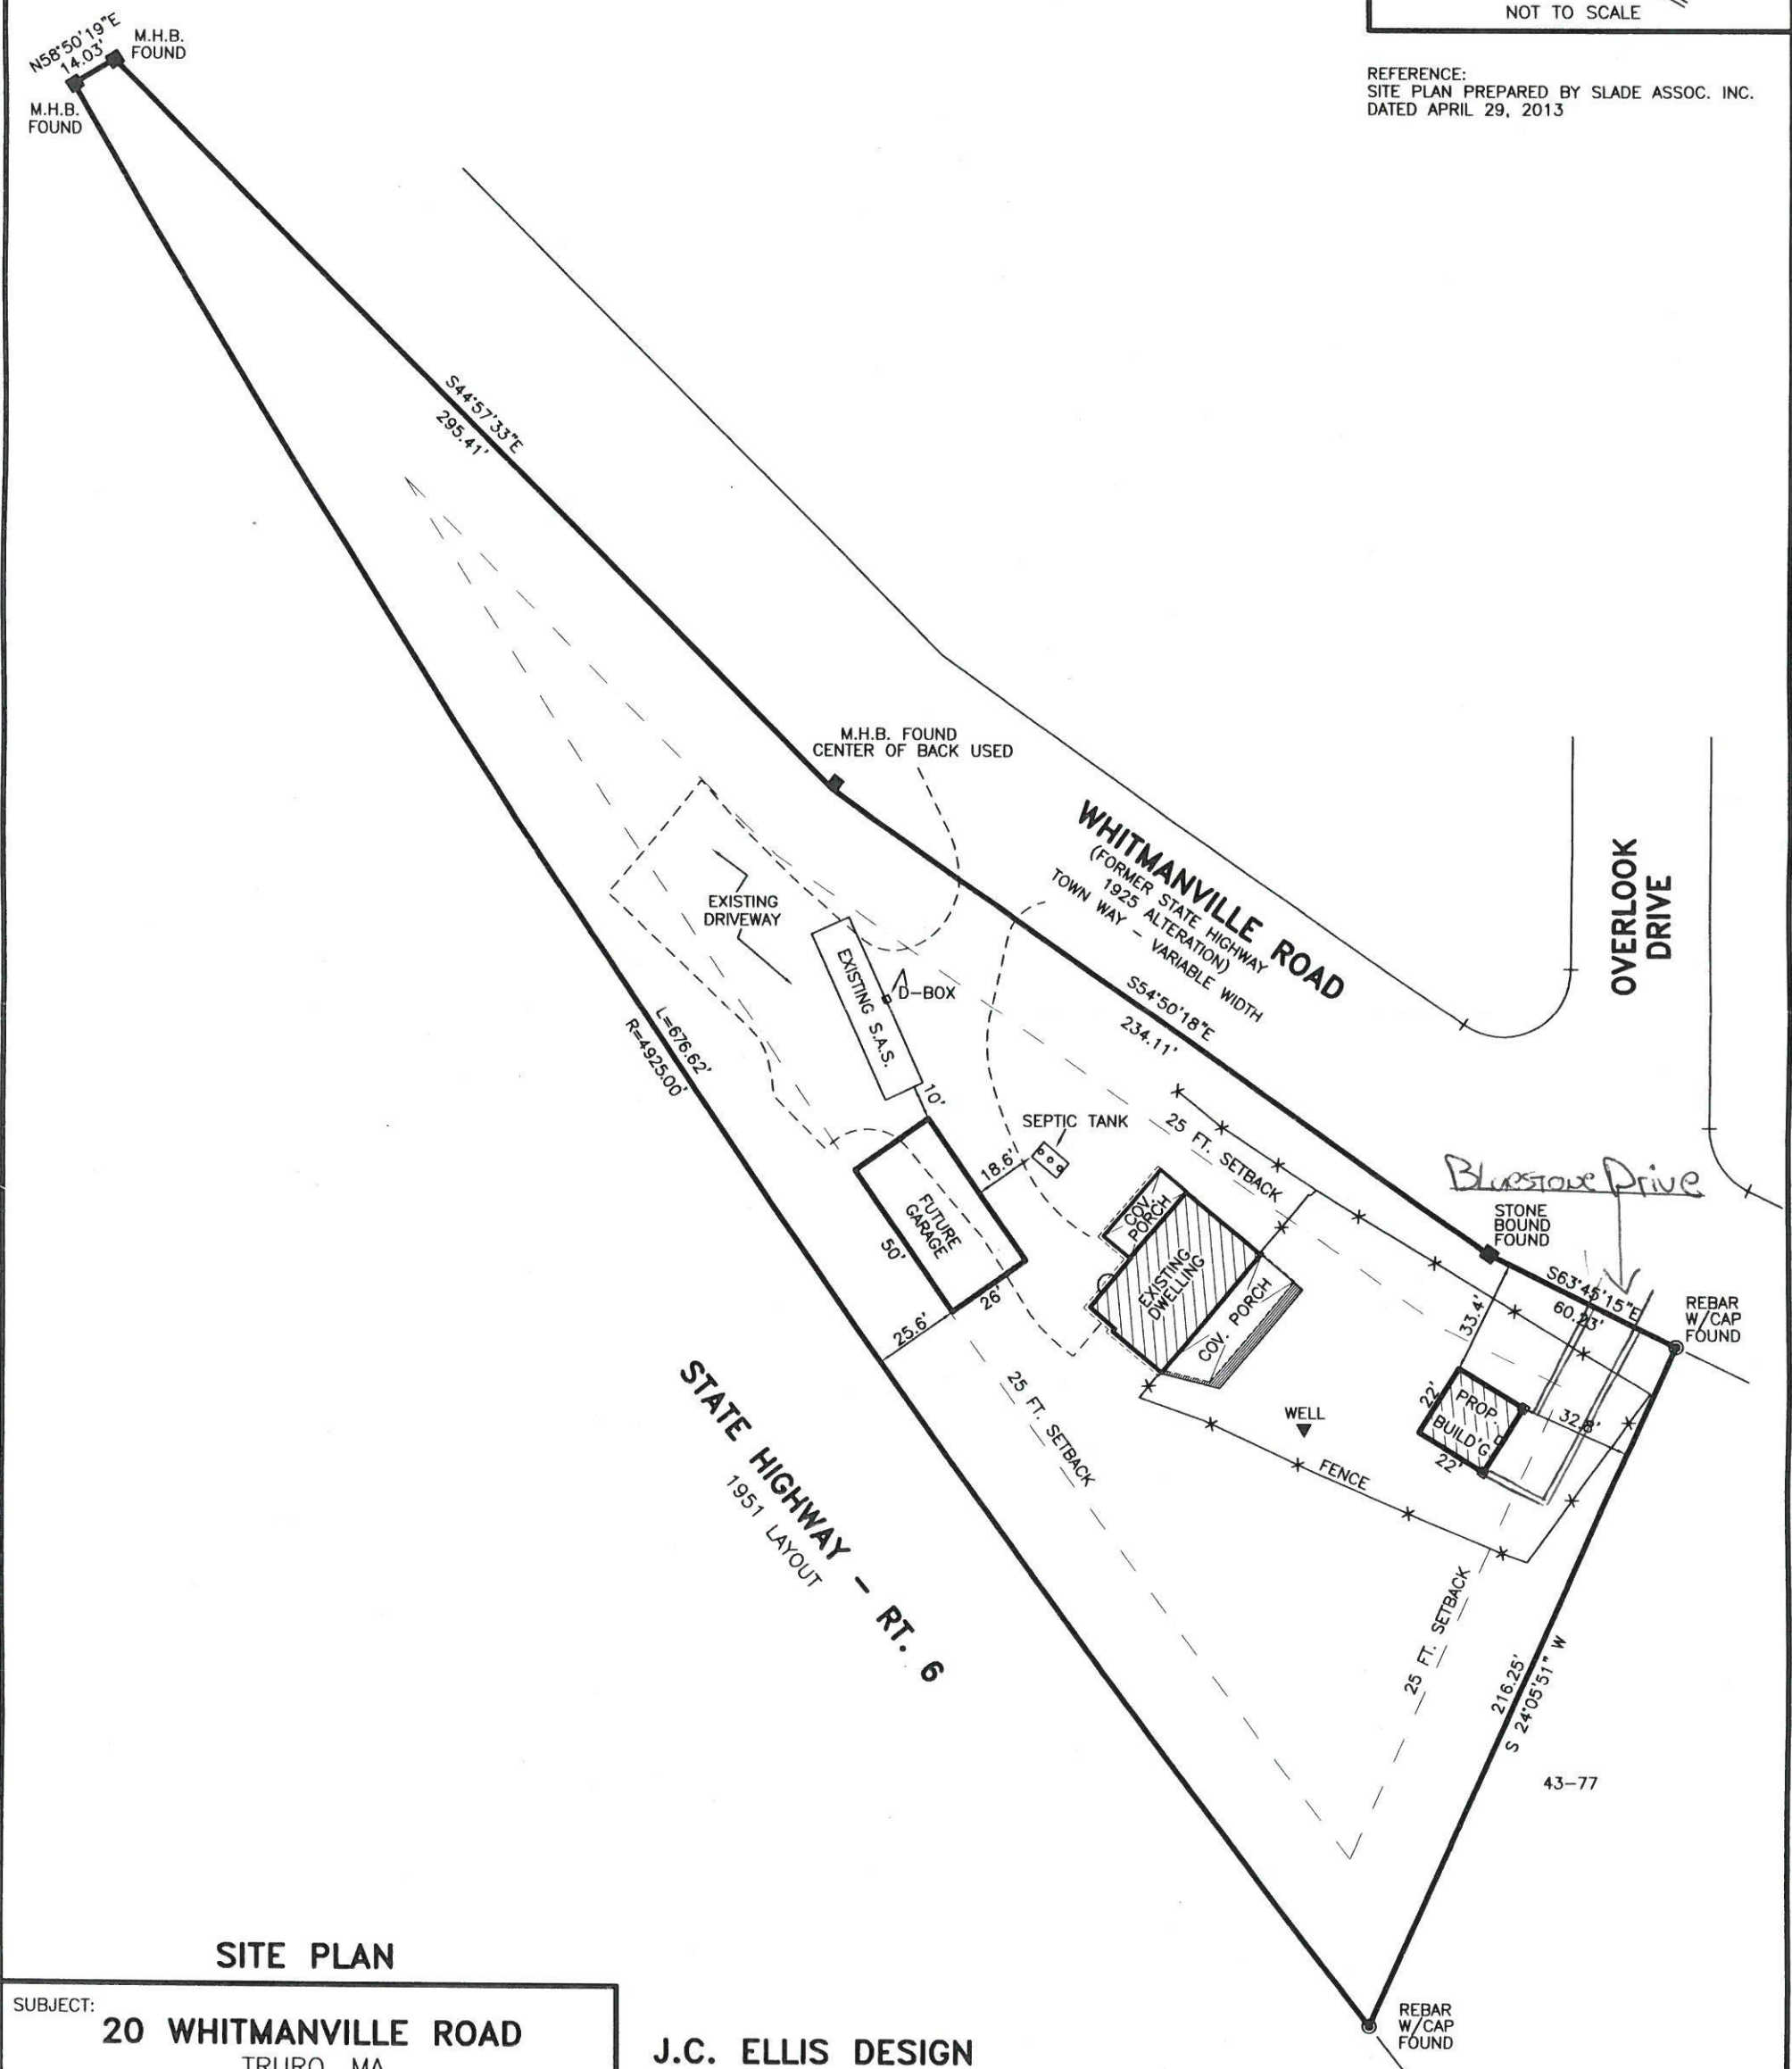 NOT TO SCALE
REFERENCE:
SITE PLAN PREPARED BY SLADE ASSOC. INC.
DATED APRIL 29, 2013
N58°50'19"E
14.03'
M.H.B.
FOUND
M.H.B.
FOUND
S44°57'33"E
295.41'
M.H.B. FOUND
CENTER OF BACK USED
WHITMANVILLE ROAD
(FORMER STATE HIGHWAY
1925 ALTERATION)
TOWN WAY - VARIABLE WIDTH
OVERLOOK
DRIVE
EXISTING
DRIVEWAY
EXISTING S.A.S.
D-BOX
S54°50'18"E
234.11'
L=676.62'
R=4925.00'
10'
SEPTIC TANK
18.6'
25 FT. SETBACK
Bluestone Drive
STONE
BOUND
FOUND
FUTURE
GARAGE
50'
26'
25.6'
COV.
PORCH
EXISTING
DWELLING
COV. PORCH
S63°45'15"E
60.23'
REBAR
W/CAP
FOUND
33.4'
22'
PROP.
BUILD'G
22'
32.8'
WELL
FENCE
25 FT. SETBACK
STATE HIGHWAY - RT. 6
1951 LAYOUT
25 FT. SETBACK
216.25'
S 24°05'51" W
43-77
REBAR
W/CAP
FOUND
SITE PLAN
SUBJECT:
20 WHITMANVILLE ROAD
TRURO, MA
J.C. ELLIS DESIGN